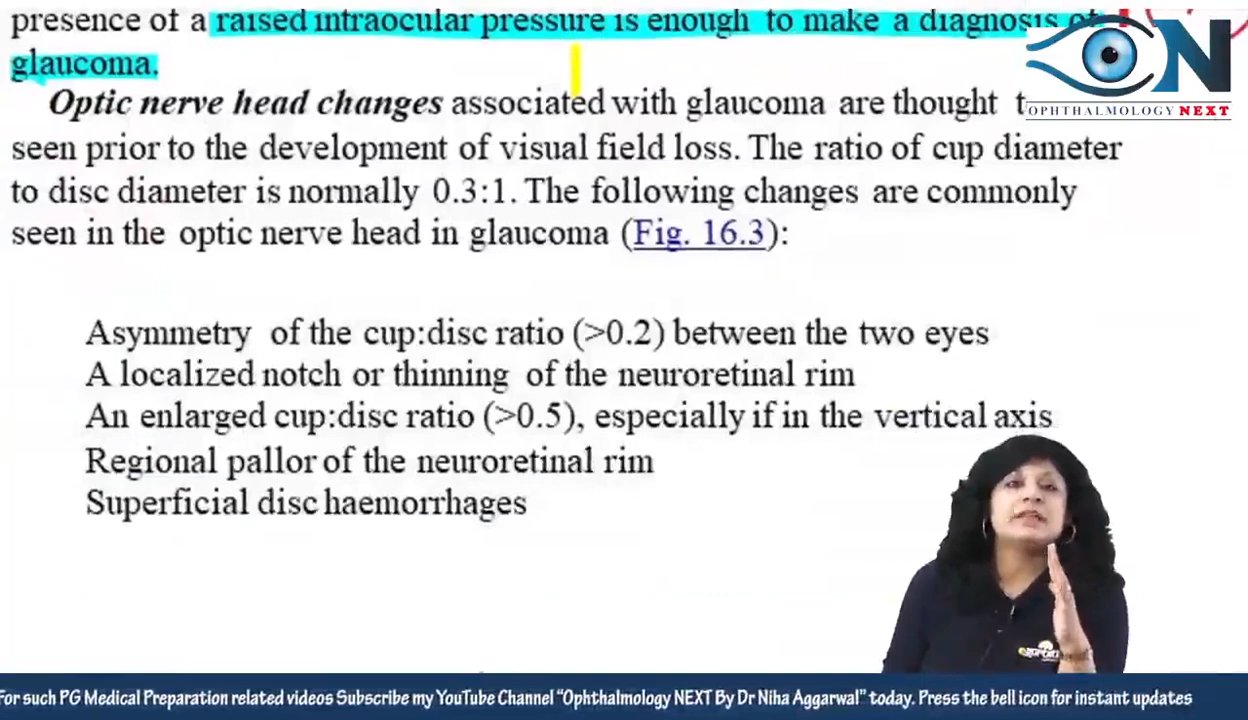 presence of a raised intraocular pressure is enough to make a diagnosis of
glaucoma.
Optic nerve head changes associated with glaucoma are thought
seen prior to the development of visual field loss. The ratio of cup diameter
to disc diameter is normally 0.3:1. The following changes are commonly
seen in the optic nerve head in glaucoma (Fig. 16.3):
Asymmetry of the cup:disc ratio (>0.2) between the two eyes
A localized notch or thinning of the neuroretinal rim
An enlarged cup:disc ratio (>0.5), especially if in the vertical axis
Regional pallor of the neuroretinal rim
Superficial disc haemorrhages
N
OPHTHALMOLOGY NEXT
For such PG Medical Preparation related videos Subscribe my YouTube Channel "Ophthalmology NEXT By Dr Niha Aggarwal" today. Press the bell icon for instant updates